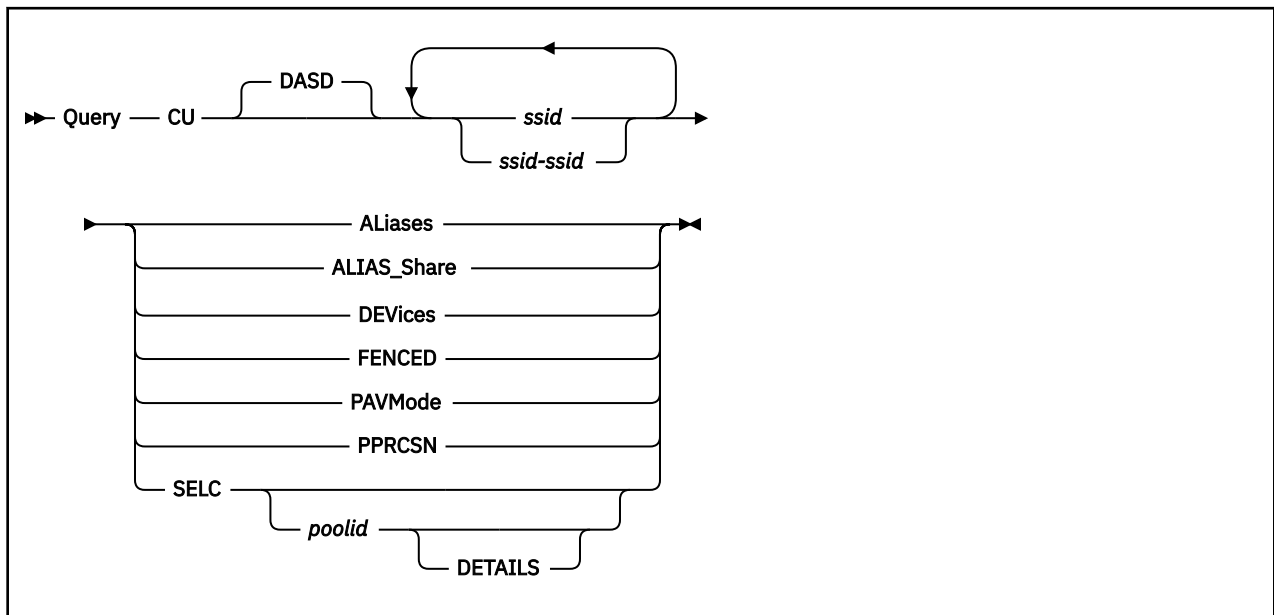 DASD
Query CU ssid
ssid-ssid
ALiases
ALIAS_Share
DEVices
FENCED
PAVMode
PPRCSN
SELC
poolid
DETAILS